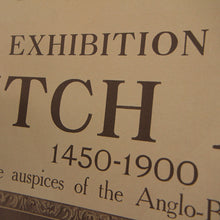 EXHIBITION
TCH
1450-1900
auspices of the Anglo-